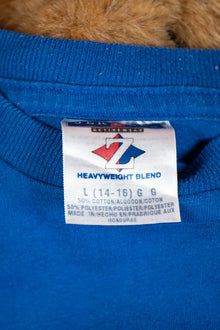 ACTIVEWEAR
Z
HEAVYWEIGHT BLEND
L (14-16) G G
50% COTTON/ALGODON/COTON
50% POLYESTER/POLIESTER/POLYESTER
MADE IN/HECHO EN/FABRIQUE AUX
HONDURAS